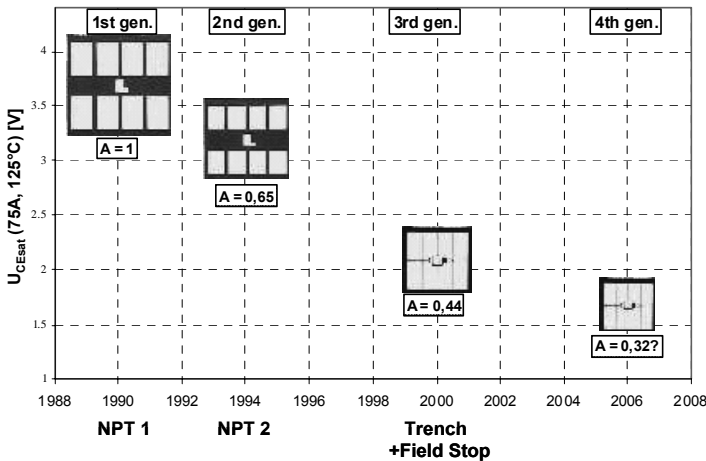 1st gen.
2nd gen.
3rd gen.
4th gen.
4
3.5
3
2.5
2
1.5
1
U_CEsat (75A, 125°C) [V]
A = 1
A = 0,65
A = 0,44
A = 0,32?
1988 1990 1992 1994 1996 1998 2000 2002 2004 2006 2008
NPT 1 NPT 2 Trench
+Field Stop